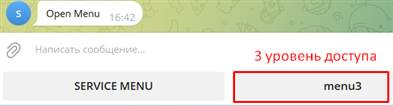 S
Open Menu
16:42
Написать сообщение...
3 уровень доступа
SERVICE MENU
menu3